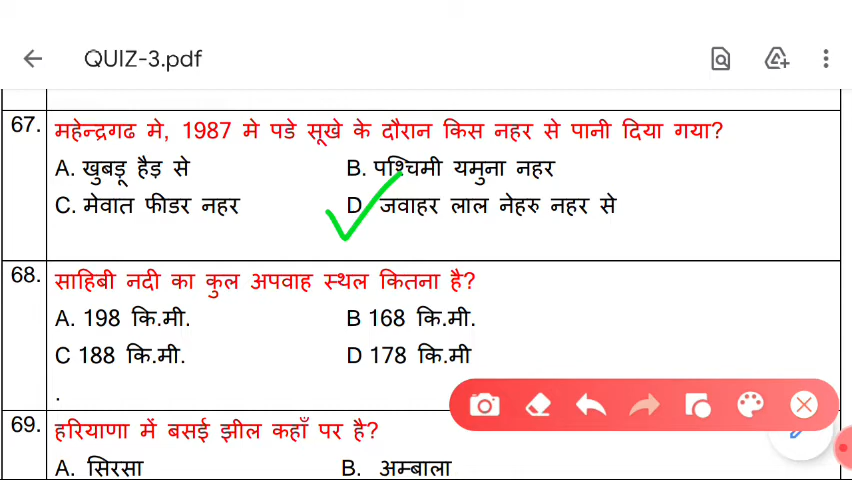 QUIZ-3.pdf
67. महेन्द्रगढ मे, 1987 मे पडे सूखे के दौरान किस नहर से पानी दिया गया?
A. खुबड़ू हैड़ से B. पश्चिमी यमुना नहर
C. मेवात फीडर नहर D. जवाहर लाल नेहरु नहर से
68. साहिबी नदी का कुल अपवाह स्थल कितना है?
A. 198 कि.मी. B 168 कि.मी.
C 188 कि.मी. D 178 कि.मी
.
69. हरियाणा में बसई झील कहाँ पर है?
A. सिरसा B. अम्बाला